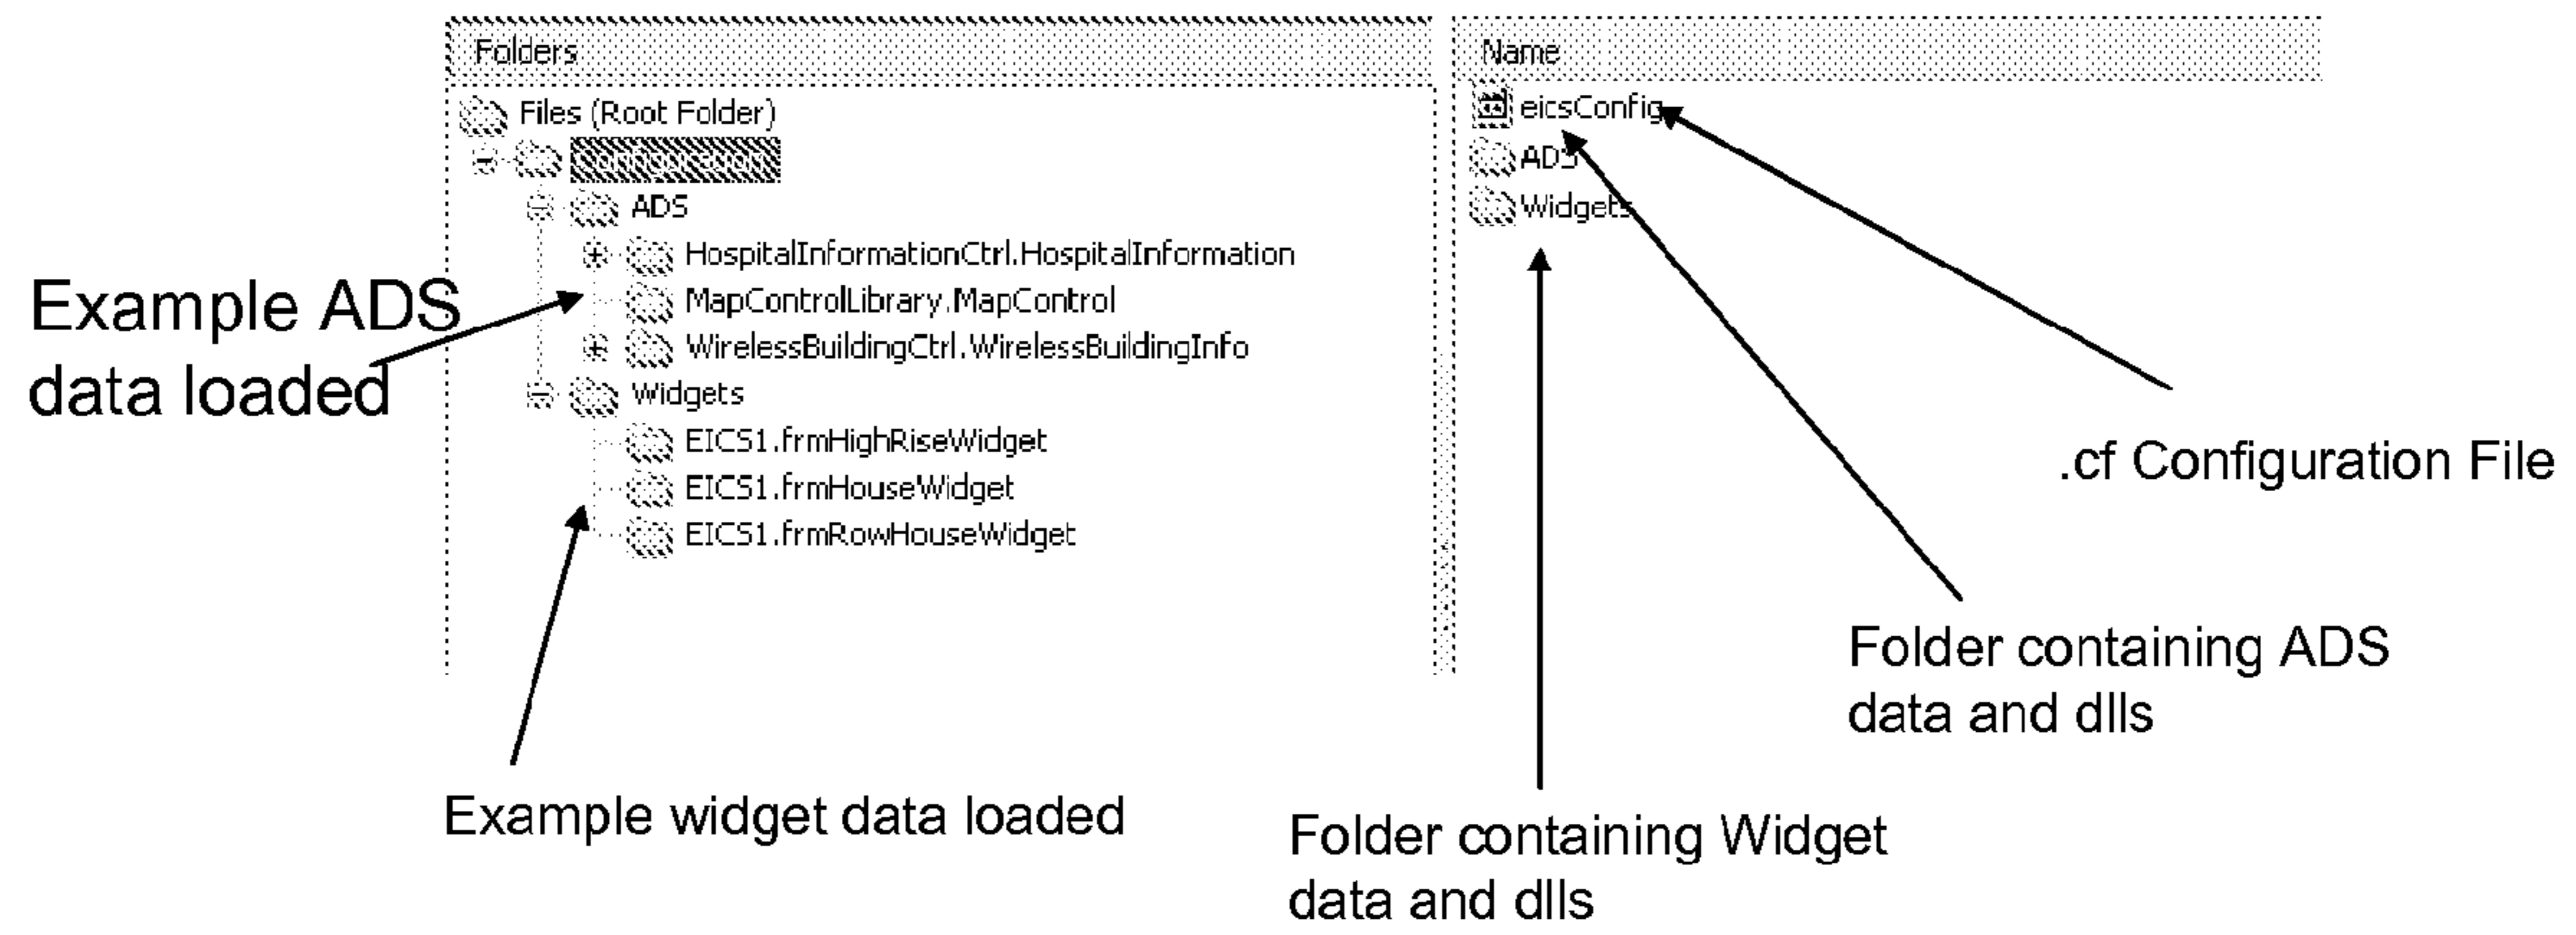 Folders
Files (Root Folder)
Configuration
ADS
HospitalInformationCtrl.HospitalInformation
MapControlLibrary.MapControl
WirelessBuildingCtrl.WirelessBuildingInfo
Widgets
EICS1.frmHighRiseWidget
EICS1.frmHouseWidget
EICS1.frmRowHouseWidget
Example ADS
data loaded
Example widget data loaded
Name
eicsConfig
ADS
Widgets
.cf Configuration File
Folder containing ADS
data and dlls
Folder containing Widget
data and dlls